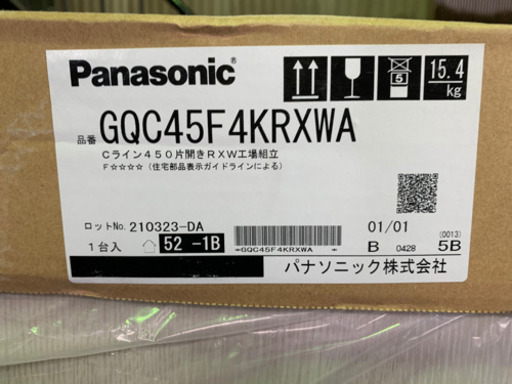 Panasonic
5
15.4
kg
品番 GQC45F4KRXWA
Cライン450片開きRXW工場組立
F☆☆☆☆（住宅部品表示ガイドラインによる）
ロットNo. 210323-DA
01/01
(0013)
1台入 52 -1B
*GQC45F4KRXWA*
B 0428 5B
パナソニック株式会社